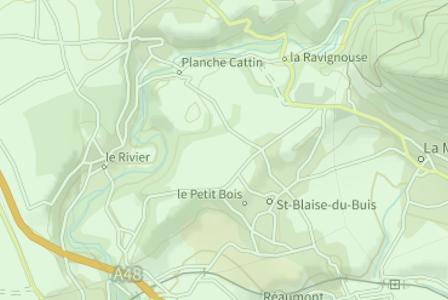 la Ravignouse
Planche Cattin
La M
le Rivier
le Petit Bois
St-Blaise-du-Buis
A48
Réaumont